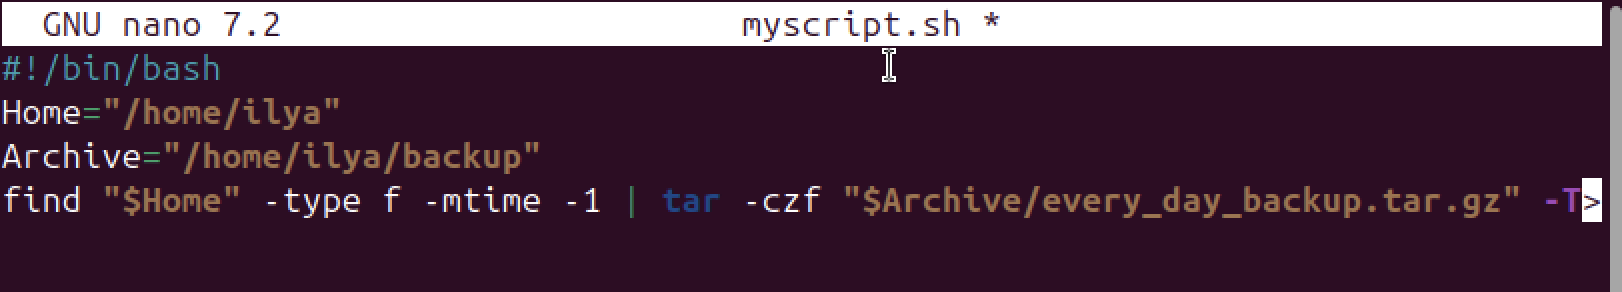 GNU nano 7.2 myscript.sh *
#!/bin/bash
Home="/home/ilya"
Archive="/home/ilya/backup"
find "$Home" -type f -mtime -1 | tar -czf "$Archive/every_day_backup.tar.gz" -T>